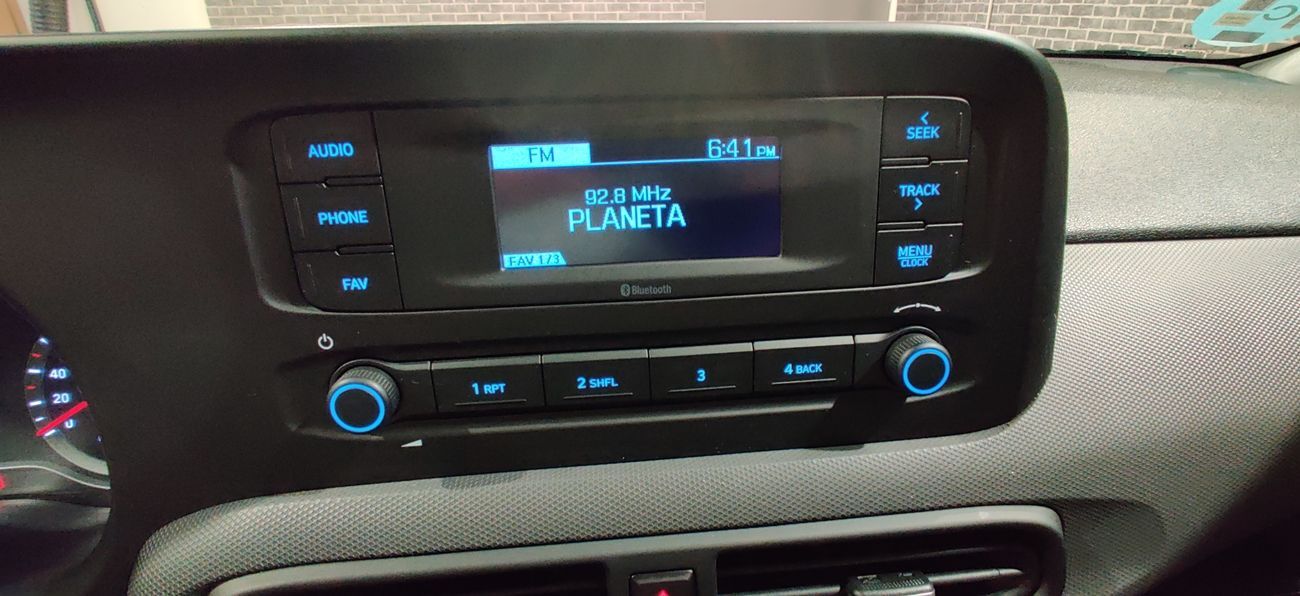 AUDIO
PHONE
FAV
FM 6:41 PM
92.8 MHz
PLANETA
FAV 1/3
Bluetooth
< SEEK
TRACK >
MENU
CLOCK
1 RPT
2 SHFL
3
4 BACK
40
20
0